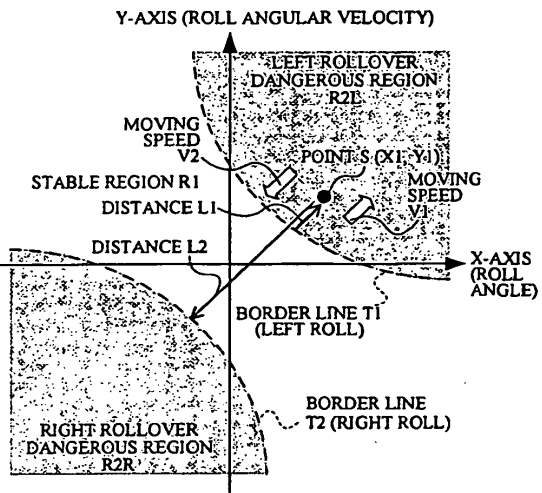 Y-AXIS (ROLL ANGULAR VELOCITY)
LEFT ROLLOVER
DANGEROUS REGION
R2L
MOVING
SPEED
V2
POINT S (X1, Y1)
STABLE REGION R1
MOVING
SPEED
V1
DISTANCE L1
DISTANCE L2
X-AXIS
(ROLL
ANGLE)
BORDER LINE T1
(LEFT ROLL)
BORDER LINE
T2 (RIGHT ROLL)
RIGHT ROLLOVER
DANGEROUS REGION
R2R